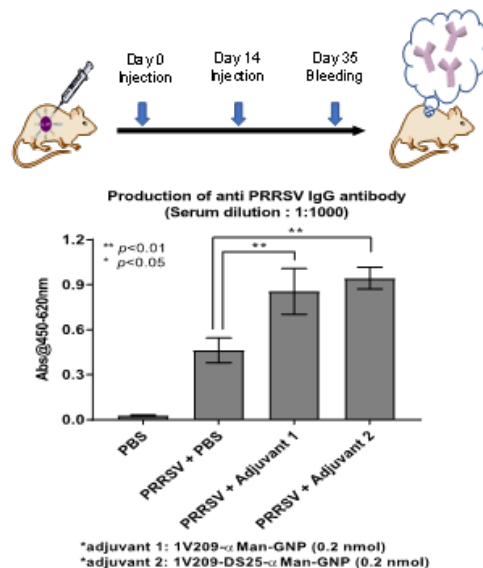 Day 0 Day 14 Day 35
Injection Injection Bleeding
Production of anti PRRSV IgG antibody
(Serum dilution : 1:1000)
** p<0.01
* p<0.05
**
**
Abs@450-620nm
1.2
0.9
0.6
0.3
0.0
PBS
PRRSV + PBS
PRRSV + Adjuvant 1
PRRSV + Adjuvant 2
*adjuvant 1: 1V209-α Man-GNP (0.2 nmol)
*adjuvant 2: 1V209-DS25-α Man-GNP (0.2 nmol)